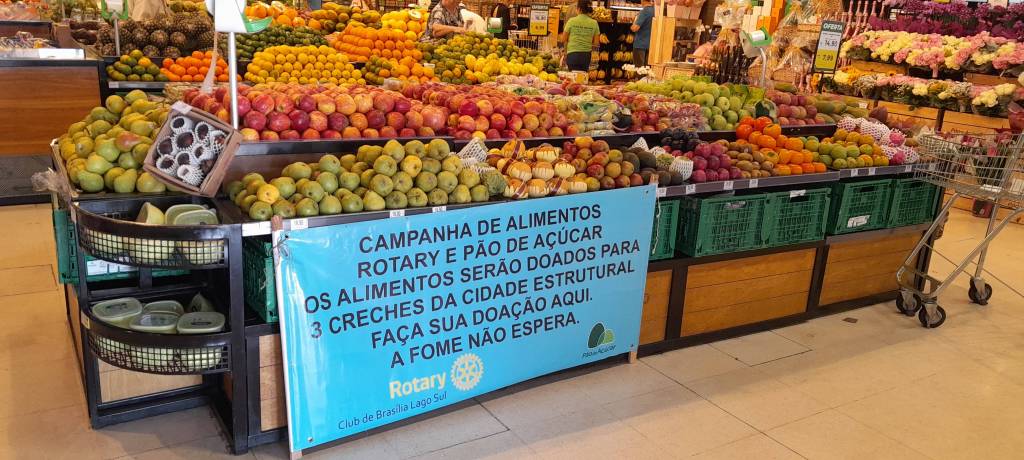 CAMPANHA DE ALIMENTOS
ROTARY E PÃO DE AÇÚCAR
OS ALIMENTOS SERÃO DOADOS PARA
3 CRECHES DA CIDADE ESTRUTURAL
FAÇA SUA DOAÇÃO AQUI.
A FOME NÃO ESPERA.
Rotary
Club de Brasília Lago Sul
Pão de Açúcar